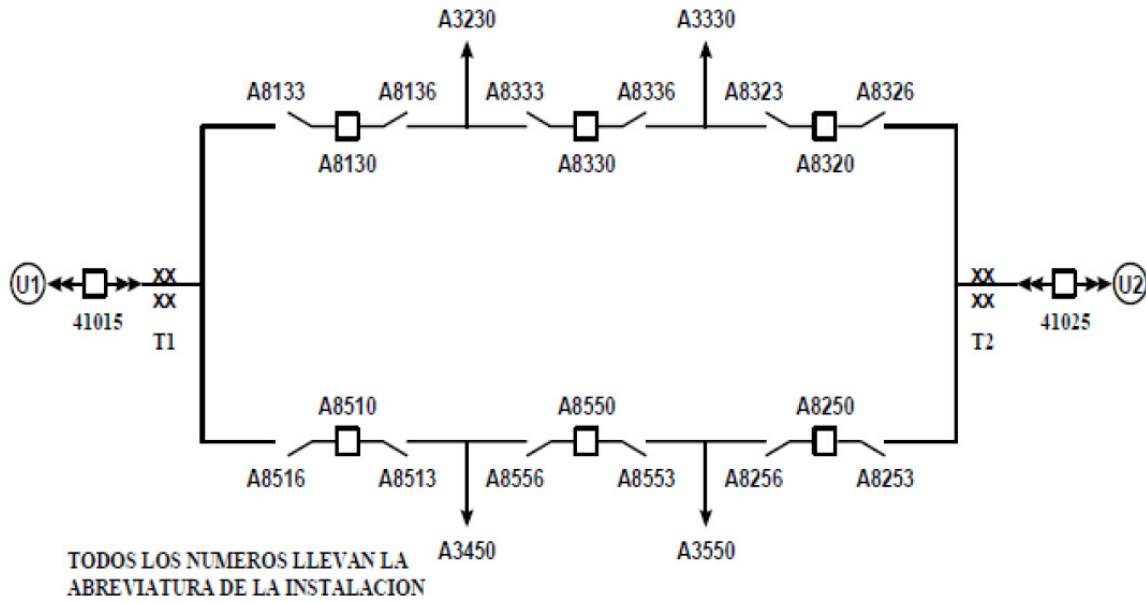 A3230 A3330
A8133 A8136 A8333 A8336 A8323 A8326
A8130 A8330 A8320
U1 XX XX U2
XX XX
41015 41025
T1 T2
A8510 A8550 A8250
A8516 A8513 A8556 A8553 A8256 A8253
A3450 A3550
TODOS LOS NUMEROS LLEVAN LA
ABREVIATURA DE LA INSTALACION